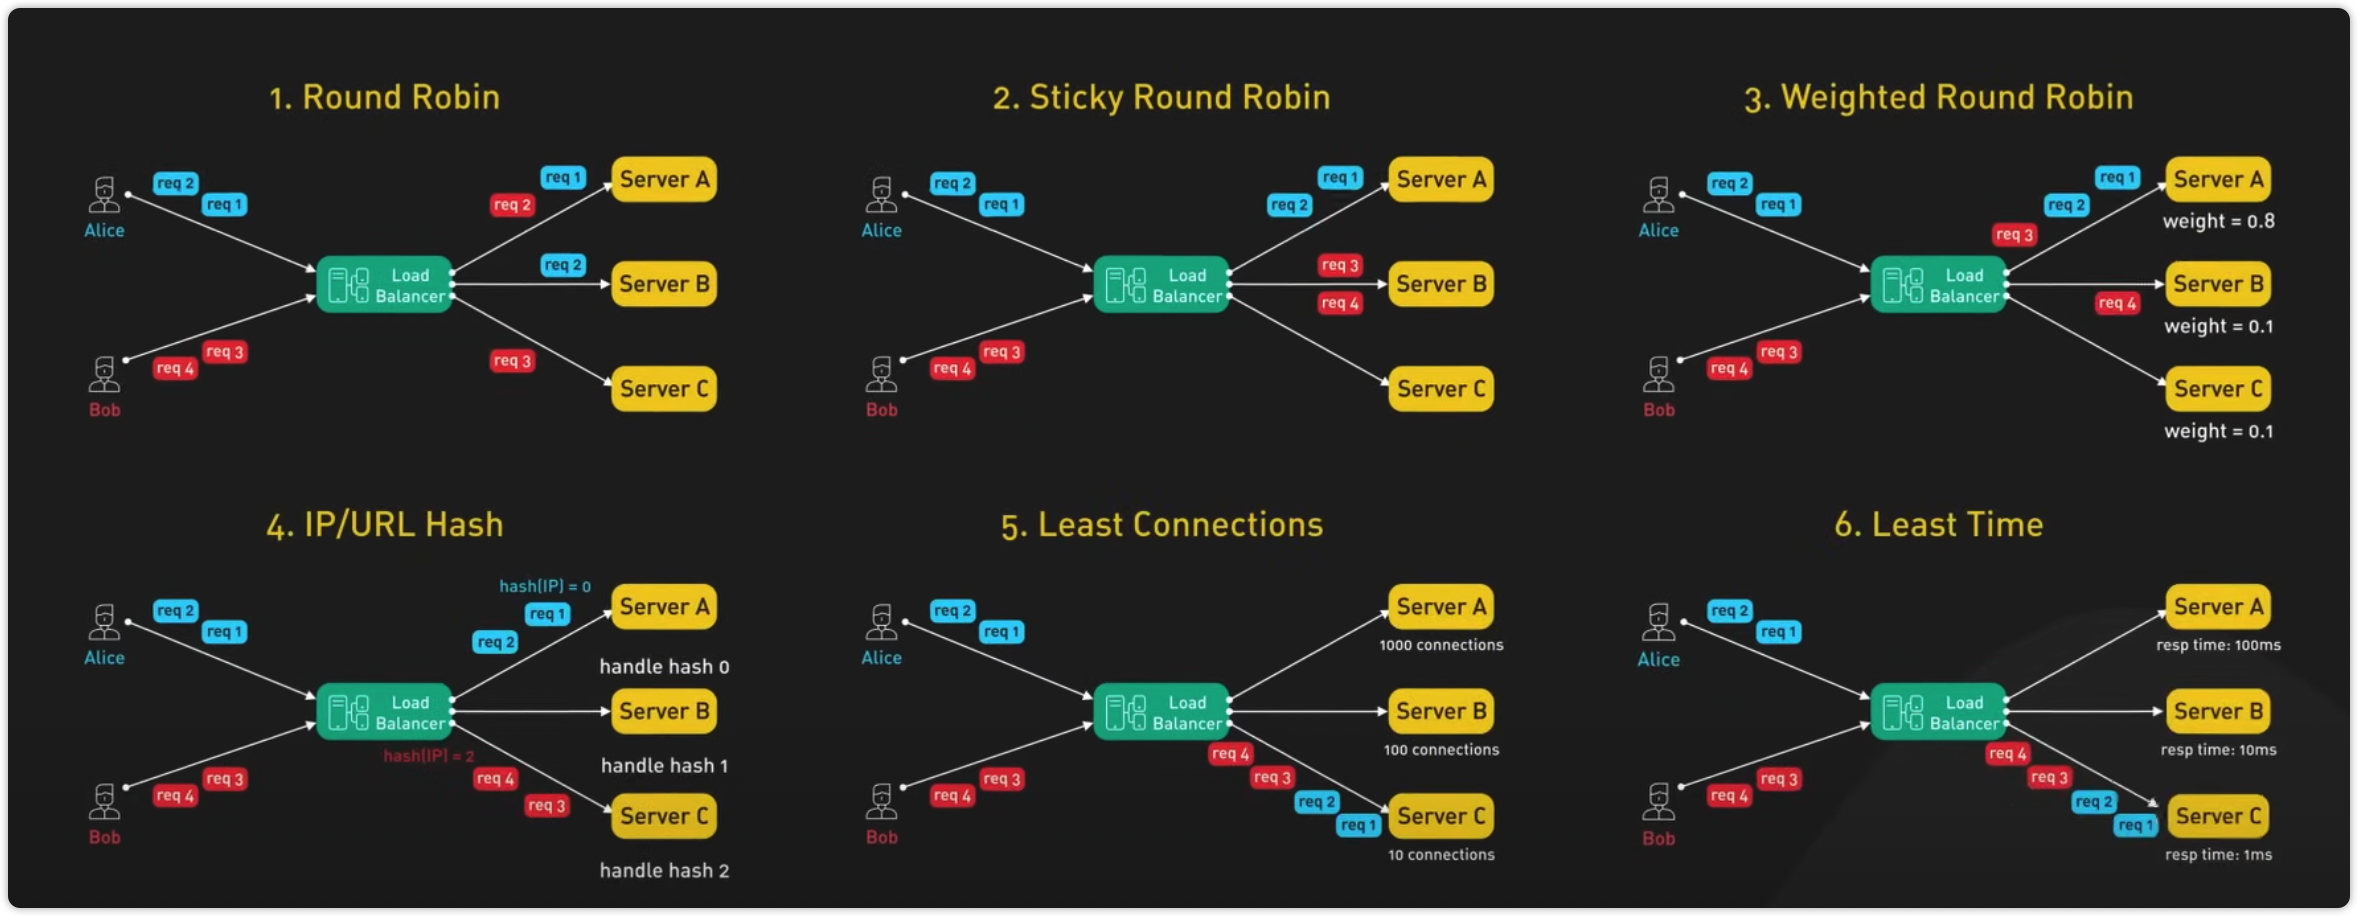 1. Round Robin
req 2
req 1
Alice
req 3
req 4
Bob
Load
Balancer
req 1
req 2
req 2
req 3
Server A
Server B
Server C
2. Sticky Round Robin
req 2
req 1
Alice
req 3
req 4
Bob
Load
Balancer
req 1
req 2
req 3
req 4
Server A
Server B
Server C
3. Weighted Round Robin
req 2
req 1
Alice
req 3
req 4
Bob
Load
Balancer
req 1
req 2
req 3
req 4
Server A
weight = 0.8
Server B
weight = 0.1
Server C
weight = 0.1
4. IP/URL Hash
req 2
req 1
Alice
req 3
req 4
Bob
Load
Balancer
hash(IP) = 0
req 1
req 2
hash(IP) = 2
req 4
req 3
Server A
handle hash 0
Server B
handle hash 1
Server C
handle hash 2
5. Least Connections
req 2
req 1
Alice
req 3
req 4
Bob
Load
Balancer
req 4
req 3
req 2
req 1
Server A
1000 connections
Server B
100 connections
Server C
10 connections
6. Least Time
req 2
req 1
Alice
req 3
req 4
Bob
Load
Balancer
req 4
req 3
req 2
req 1
Server A
resp time: 100ms
Server B
resp time: 10ms
Server C
resp time: 1ms